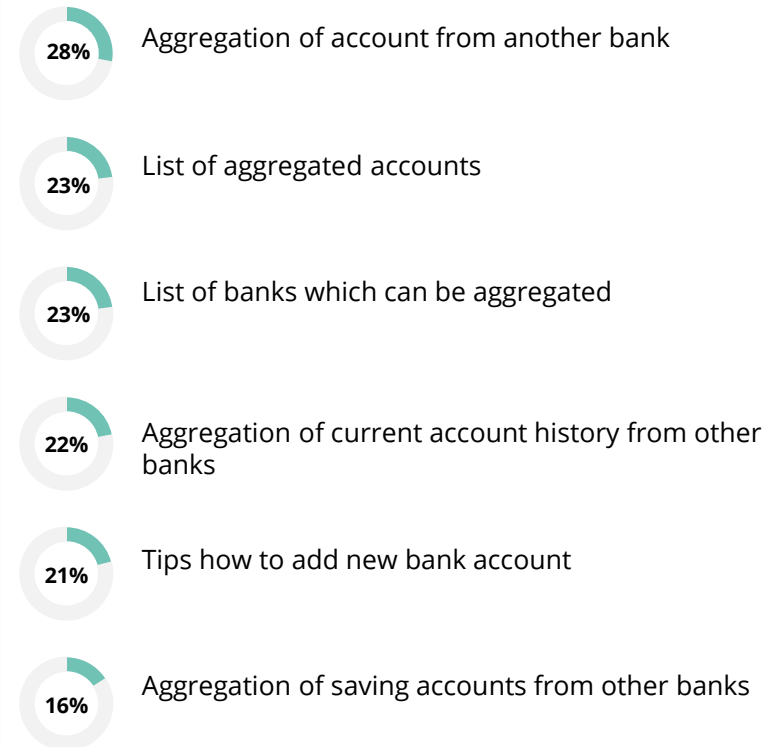 28%
Aggregation of account from another bank
23%
List of aggregated accounts
23%
List of banks which can be aggregated
22%
Aggregation of current account history from other
banks
21%
Tips how to add new bank account
16%
Aggregation of saving accounts from other banks